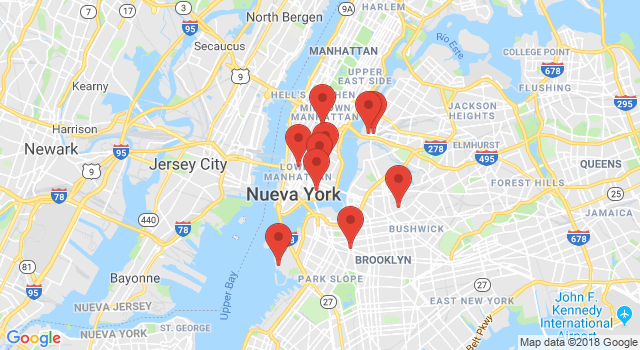 North Bergen
95
9A
HARLEM
Secaucus
MANHATTAN
Río Este
COLLEGE POINT
678
FLUSHING
295
Kearny
9
UPPER
EAST SIDE
HELL'S KITCHEN
MIDTOWN
MANHATTAN
JACKSON
HEIGHTS
Harrison
Newark
95
Jersey City
278
ELMHURST
495
QUEENS
LOWER
MANHATTAN
78
Nueva York
FOREST HILLS
25
440
78
BUSHWICK
JAMAICA
678
81
Bayonne
Upper Bay
PARK SLOPE
BROOKLYN
95
27
27
EAST NEW YORK
NUEVA JERSEY
NUEVA YORK
ST. GEORGE
Belt Pkwy
John F.
Kennedy
International
Airport
Google
Map data ©2018 Google